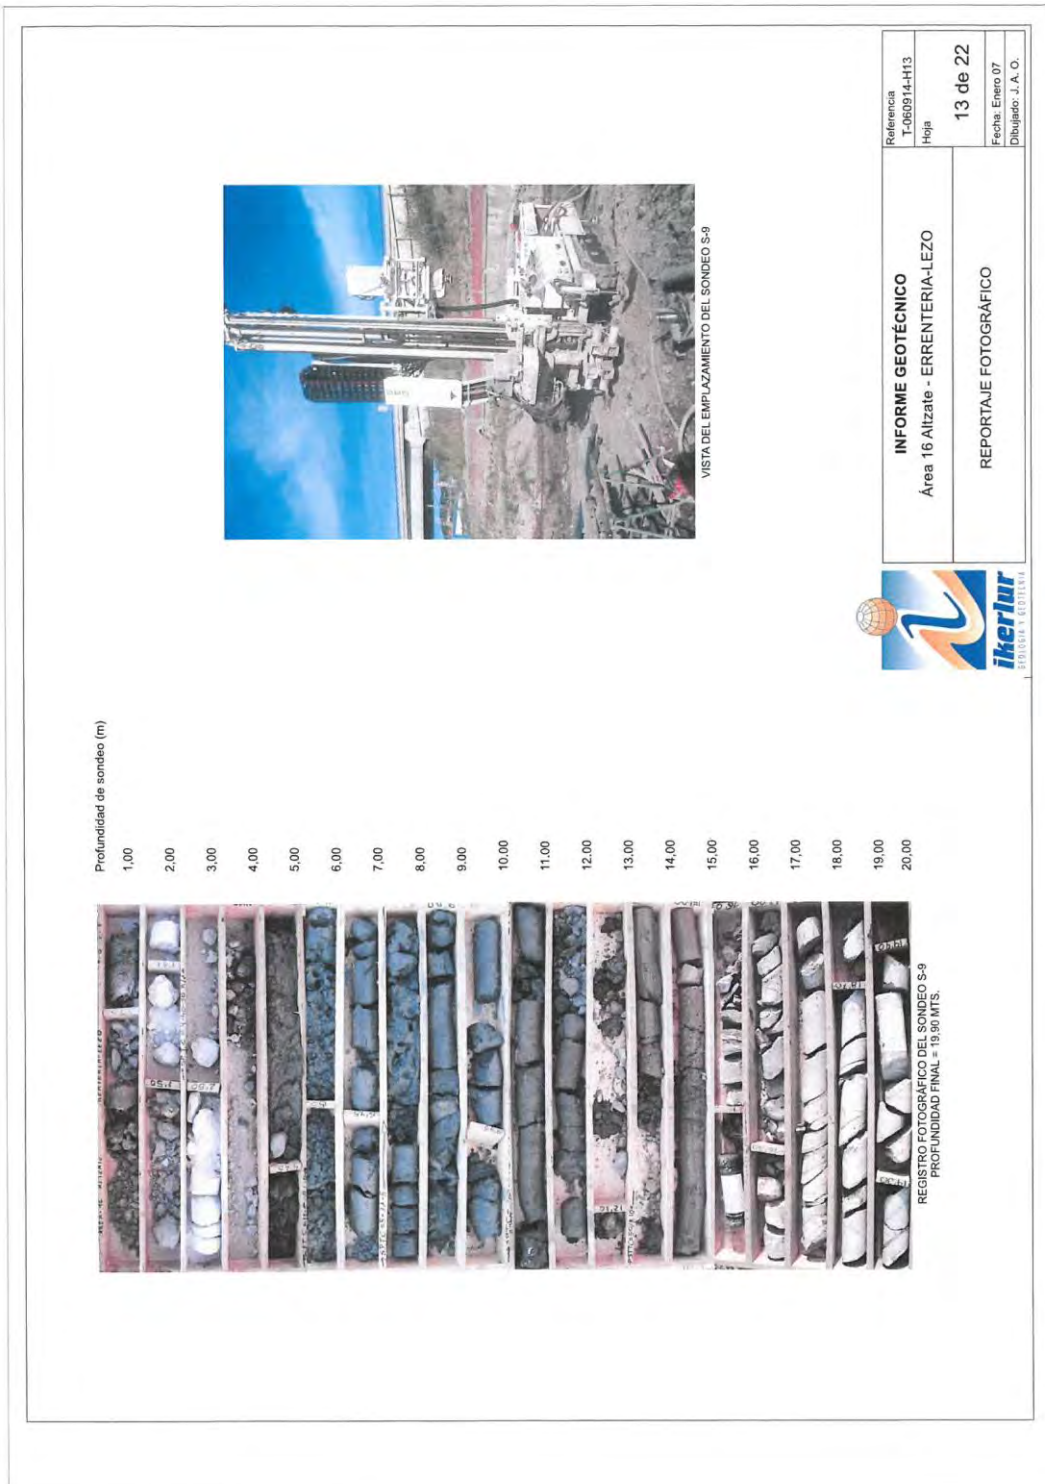 Profundidad de sondeo (m)
1,00
2,00
3,00
4,00
5,00
6,00
7,00
8,00
9,00
10,00
11,00
12,00
13,00
14,00
15,00
16,00
17,00
18,00
19,00
20,00
REGISTRO FOTOGRÁFICO DEL SONDEO S-9
PROFUNDIDAD FINAL = 19,90 MTS.
VISTA DEL EMPLAZAMIENTO DEL SONDEO S-9
ikerlur
GEOLOGIA Y GEOTECNIA
INFORME GEOTÉCNICO
Área 16 Altzate - ERRENTERIA-LEZO
REPORTAJE FOTOGRÁFICO
Referencia
T-060914-H13
Hoja
13 de 22
Fecha: Enero 07
Dibujado: J. A. O.